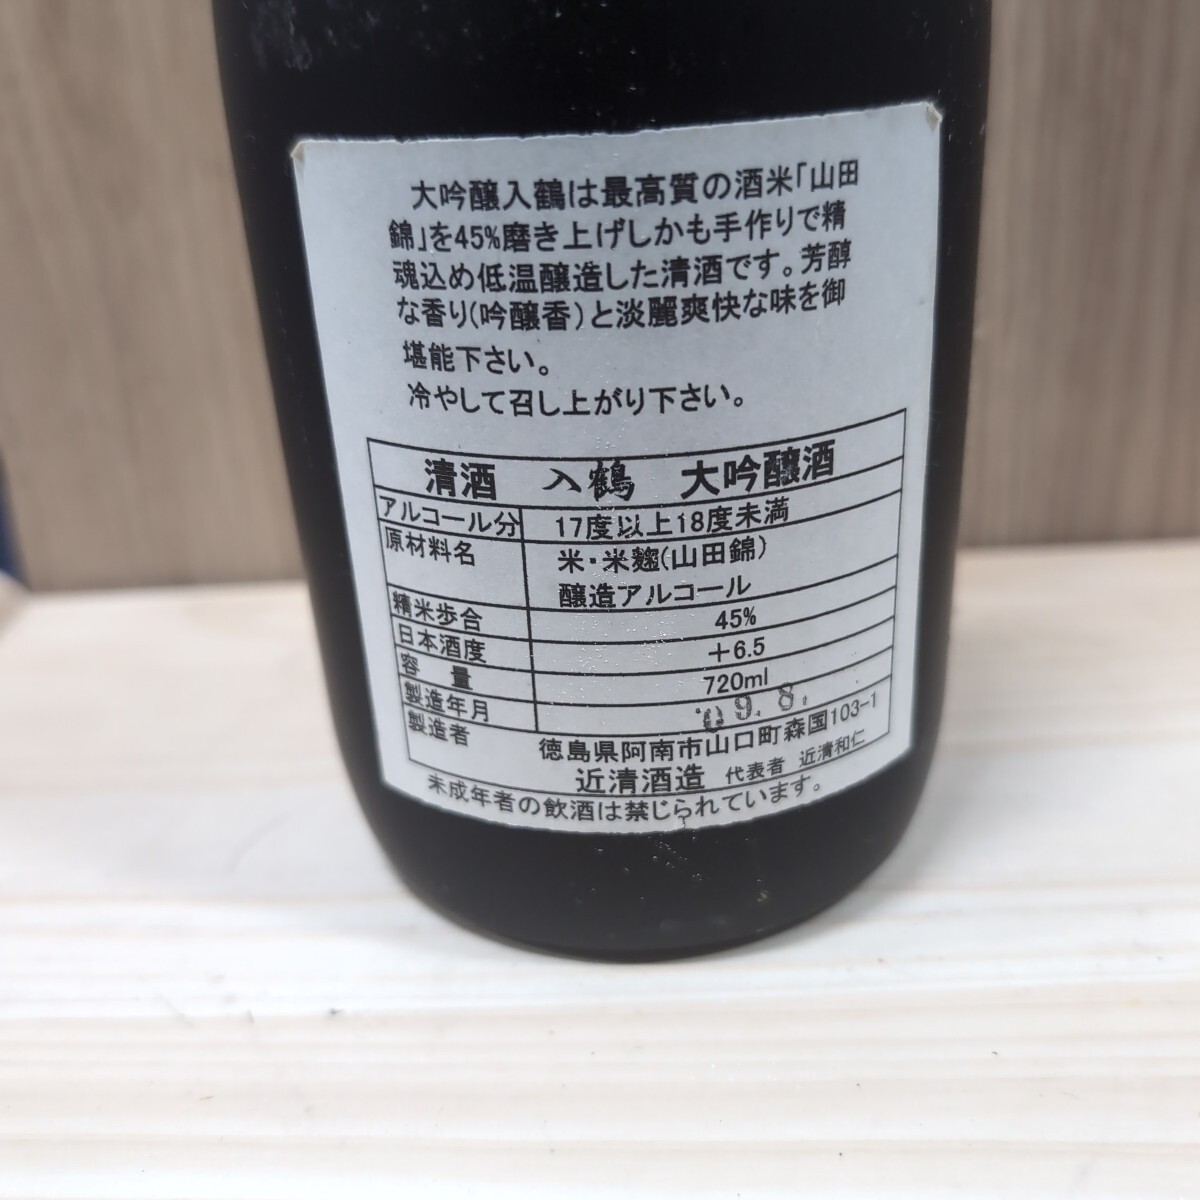 大吟醸入鶴は最高質の酒米「山田
錦」を45%磨き上げしかも手作りで精
魂込め低温醸造した清酒です。芳醇
な香り(吟醸香)と淡麗爽快な味を御
堪能下さい。
冷やして召し上がり下さい。
清酒 入鶴 大吟醸酒
アルコール分 17度以上18度未満
原材料名 米・米麹(山田錦)
醸造アルコール
精米歩合 45%
日本酒度 +6.5
容量 720ml
製造年月 '09.8.
製造者 徳島県阿南市山口町森国103-1
近清酒造 代表者 近清和仁
未成年者の飲酒は禁じられています。